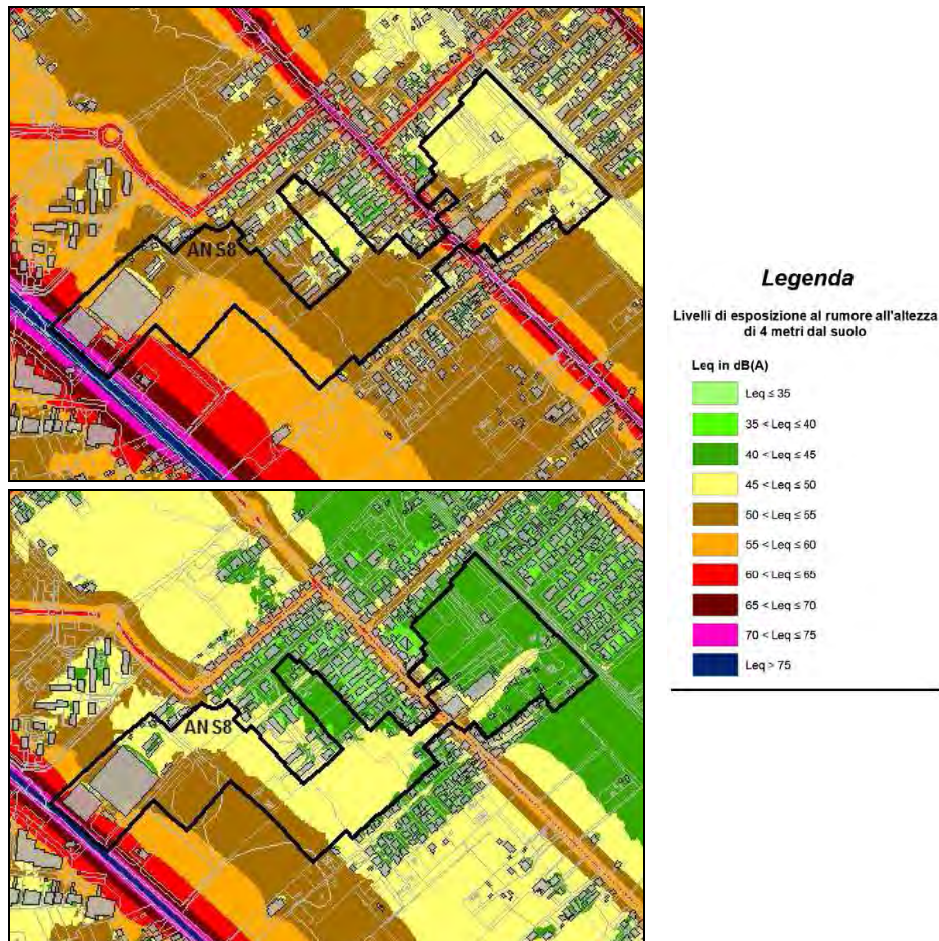 AN S8
AN S8
Legenda
Livelli di esposizione al rumore all'altezza
di 4 metri dal suolo
Leq in dB(A)
Leq ≤ 35
35 < Leq ≤ 40
40 < Leq ≤ 45
45 < Leq ≤ 50
50 < Leq ≤ 55
55 < Leq ≤ 60
60 < Leq ≤ 65
65 < Leq ≤ 70
70 < Leq ≤ 75
Leq > 75